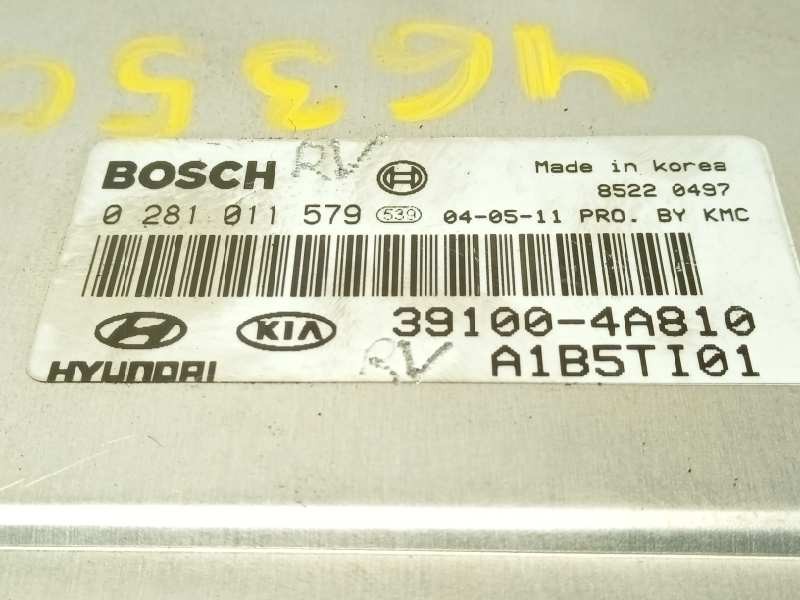 BOSCH RV Made in korea
8522 0497
0 281 011 579 539 04-05-11 PRO. BY KMC
HYUNDAI KIA 39100-4A810
RV A1B5TI01